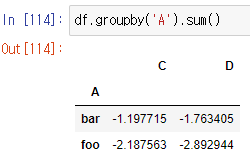 In [114]: df.groupby('A').sum()
Out[114]:
C D
A
bar -1.197715 -1.763405
foo -2.187563 -2.892944